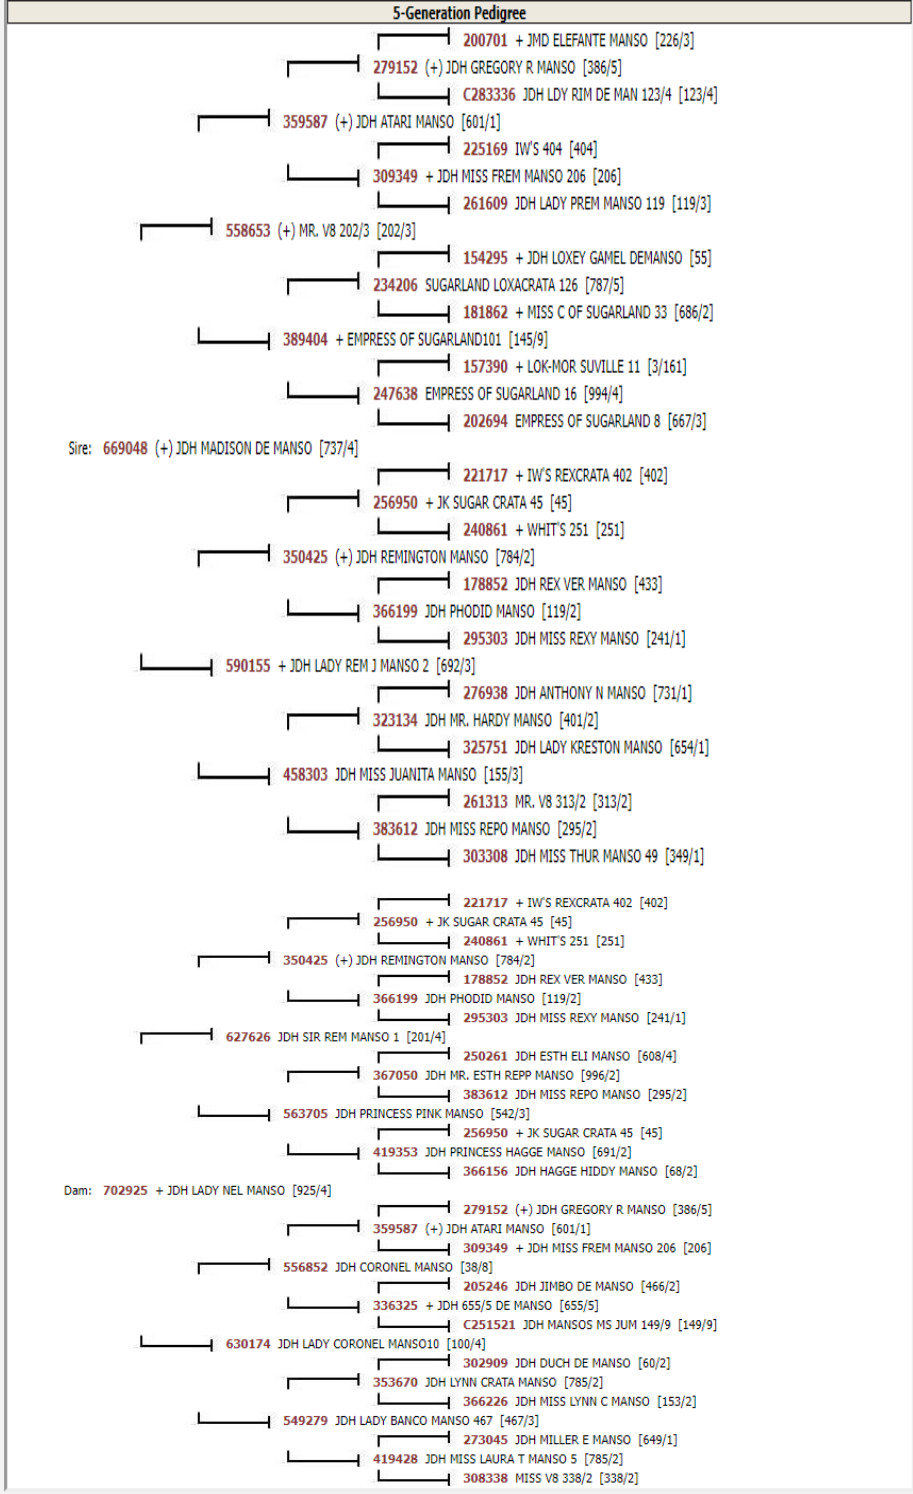 5-Generation Pedigree
200701 + JMD ELEFANTE MANSO [226/3]
279152 (+) JDH GREGORY R MANSO [386/5]
C283336 JDH LDY RIM DE MAN 123/4 [123/4]
359587 (+) JDH ATARI MANSO [601/1]
225169 IW'S 404 [404]
309349 + JDH MISS FREM MANSO 206 [206]
261609 JDH LADY PREM MANSO 119 [119/3]
558653 (+) MR. V8 202/3 [202/3]
154295 + JDH LOXEY GAMEL DEMANSO [55]
234206 SUGARLAND LOXACRATA 126 [787/5]
181862 + MISS C OF SUGARLAND 33 [686/2]
389404 + EMPRESS OF SUGARLAND101 [145/9]
157390 + LOK-MOR SUVILLE 11 [3/161]
247638 EMPRESS OF SUGARLAND 16 [994/4]
202694 EMPRESS OF SUGARLAND 8 [667/3]
Sire: 669048 (+) JDH MADISON DE MANSO [737/4]
221717 + IW'S REXCRATA 402 [402]
256950 + JK SUGAR CRATA 45 [45]
240861 + WHIT'S 251 [251]
350425 (+) JDH REMINGTON MANSO [784/2]
178852 JDH REX VER MANSO [433]
366199 JDH PHODID MANSO [119/2]
295303 JDH MISS REXY MANSO [241/1]
590155 + JDH LADY REM J MANSO 2 [692/3]
276938 JDH ANTHONY N MANSO [731/1]
323134 JDH MR. HARDY MANSO [401/2]
325751 JDH LADY KRESTON MANSO [654/1]
458303 JDH MISS JUANITA MANSO [155/3]
261313 MR. V8 313/2 [313/2]
383612 JDH MISS REPO MANSO [295/2]
303308 JDH MISS THUR MANSO 49 [349/1]
221717 + IW'S REXCRATA 402 [402]
256950 + JK SUGAR CRATA 45 [45]
240861 + WHIT'S 251 [251]
350425 (+) JDH REMINGTON MANSO [784/2]
178852 JDH REX VER MANSO [433]
366199 JDH PHODID MANSO [119/2]
295303 JDH MISS REXY MANSO [241/1]
627626 JDH SIR REM MANSO 1 [201/4]
250261 JDH ESTH ELI MANSO [608/4]
367050 JDH MR. ESTH REPP MANSO [996/2]
383612 JDH MISS REPO MANSO [295/2]
563705 JDH PRINCESS PINK MANSO [542/3]
256950 + JK SUGAR CRATA 45 [45]
419353 JDH PRINCESS HAGGE MANSO [691/2]
366156 JDH HAGGE HIDDY MANSO [68/2]
Dam: 702925 + JDH LADY NEL MANSO [925/4]
279152 (+) JDH GREGORY R MANSO [386/5]
359587 (+) JDH ATARI MANSO [601/1]
309349 + JDH MISS FREM MANSO 206 [206]
556852 JDH CORONEL MANSO [38/8]
205246 JDH JIMBO DE MANSO [466/2]
336325 + JDH 655/5 DE MANSO [655/5]
C251521 JDH MANSOS MS JUM 149/9 [149/9]
630174 JDH LADY CORONEL MANSO10 [100/4]
302909 JDH DUCH DE MANSO [60/2]
353670 JDH LYNN CRATA MANSO [785/2]
366226 JDH MISS LYNN C MANSO [153/2]
549279 JDH LADY BANCO MANSO 467 [467/3]
273045 JDH MILLER E MANSO [649/1]
419428 JDH MISS LAURA T MANSO 5 [785/2]
308338 MISS V8 338/2 [338/2]